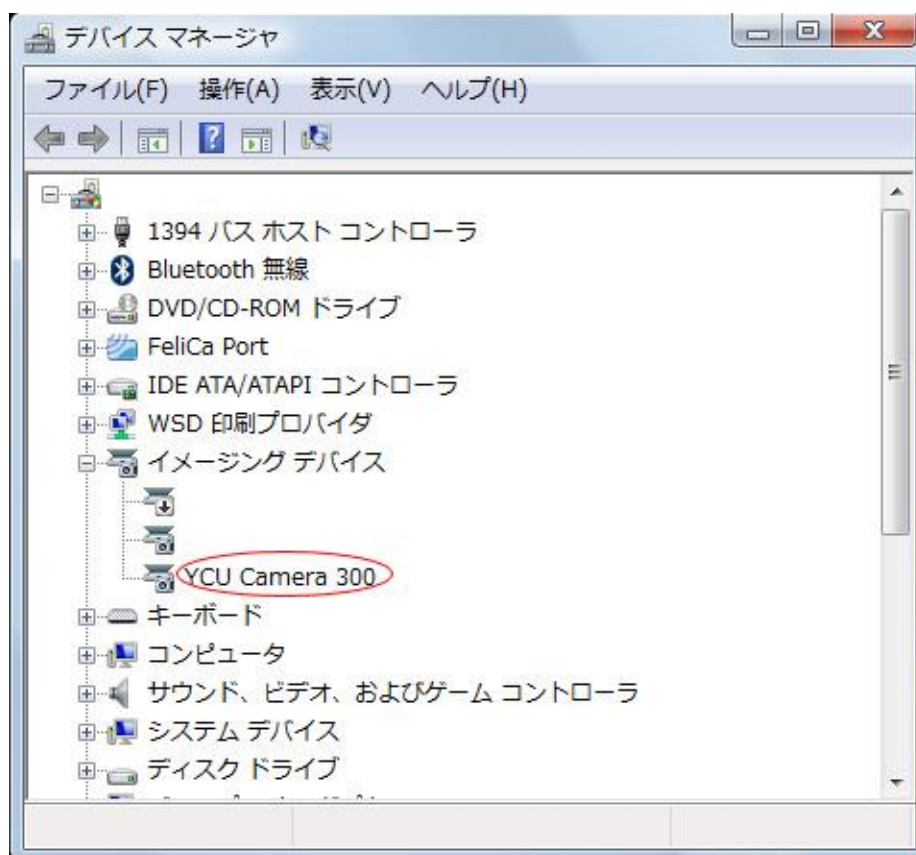 デバイス マネージャ
ファイル(F) 操作(A) 表示(V) ヘルプ(H)
1394 バス ホスト コントローラ
Bluetooth 無線
DVD/CD-ROM ドライブ
FeliCa Port
IDE ATA/ATAPI コントローラ
WSD 印刷プロバイダ
イメージング デバイス
YCU Camera 300
キーボード
コンピュータ
サウンド、ビデオ、およびゲーム コントローラ
システム デバイス
ディスク ドライブ